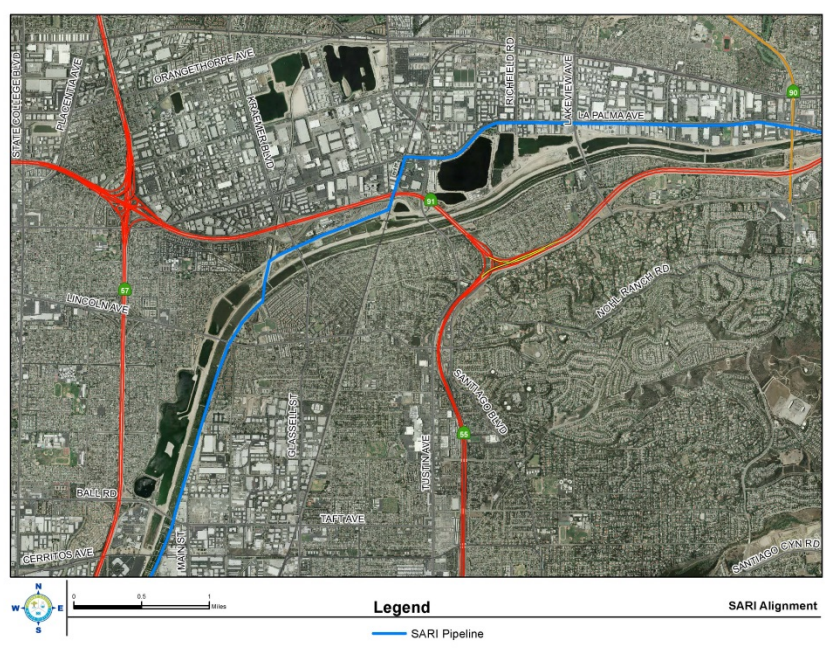 ORANGETHORPE AVE
STATE COLLEGE BLVD
PLACENTIA AVE
KRAEMER BLVD
RICHFIELD RD
LAKEVIEW AVE
90
LA PALMA AVE
91
57
LINCOLN AVE
NOHL RANCH RD
GLASSELL ST
SANTIAGO BLVD
TUSTIN AVE
55
BALL RD
TAFT AVE
MAIN ST
CERRITOS AVE
SANTIAGO CYN RD
N
W E
S
0 0.5 1
Miles
Legend
SARI Alignment
SARI Pipeline